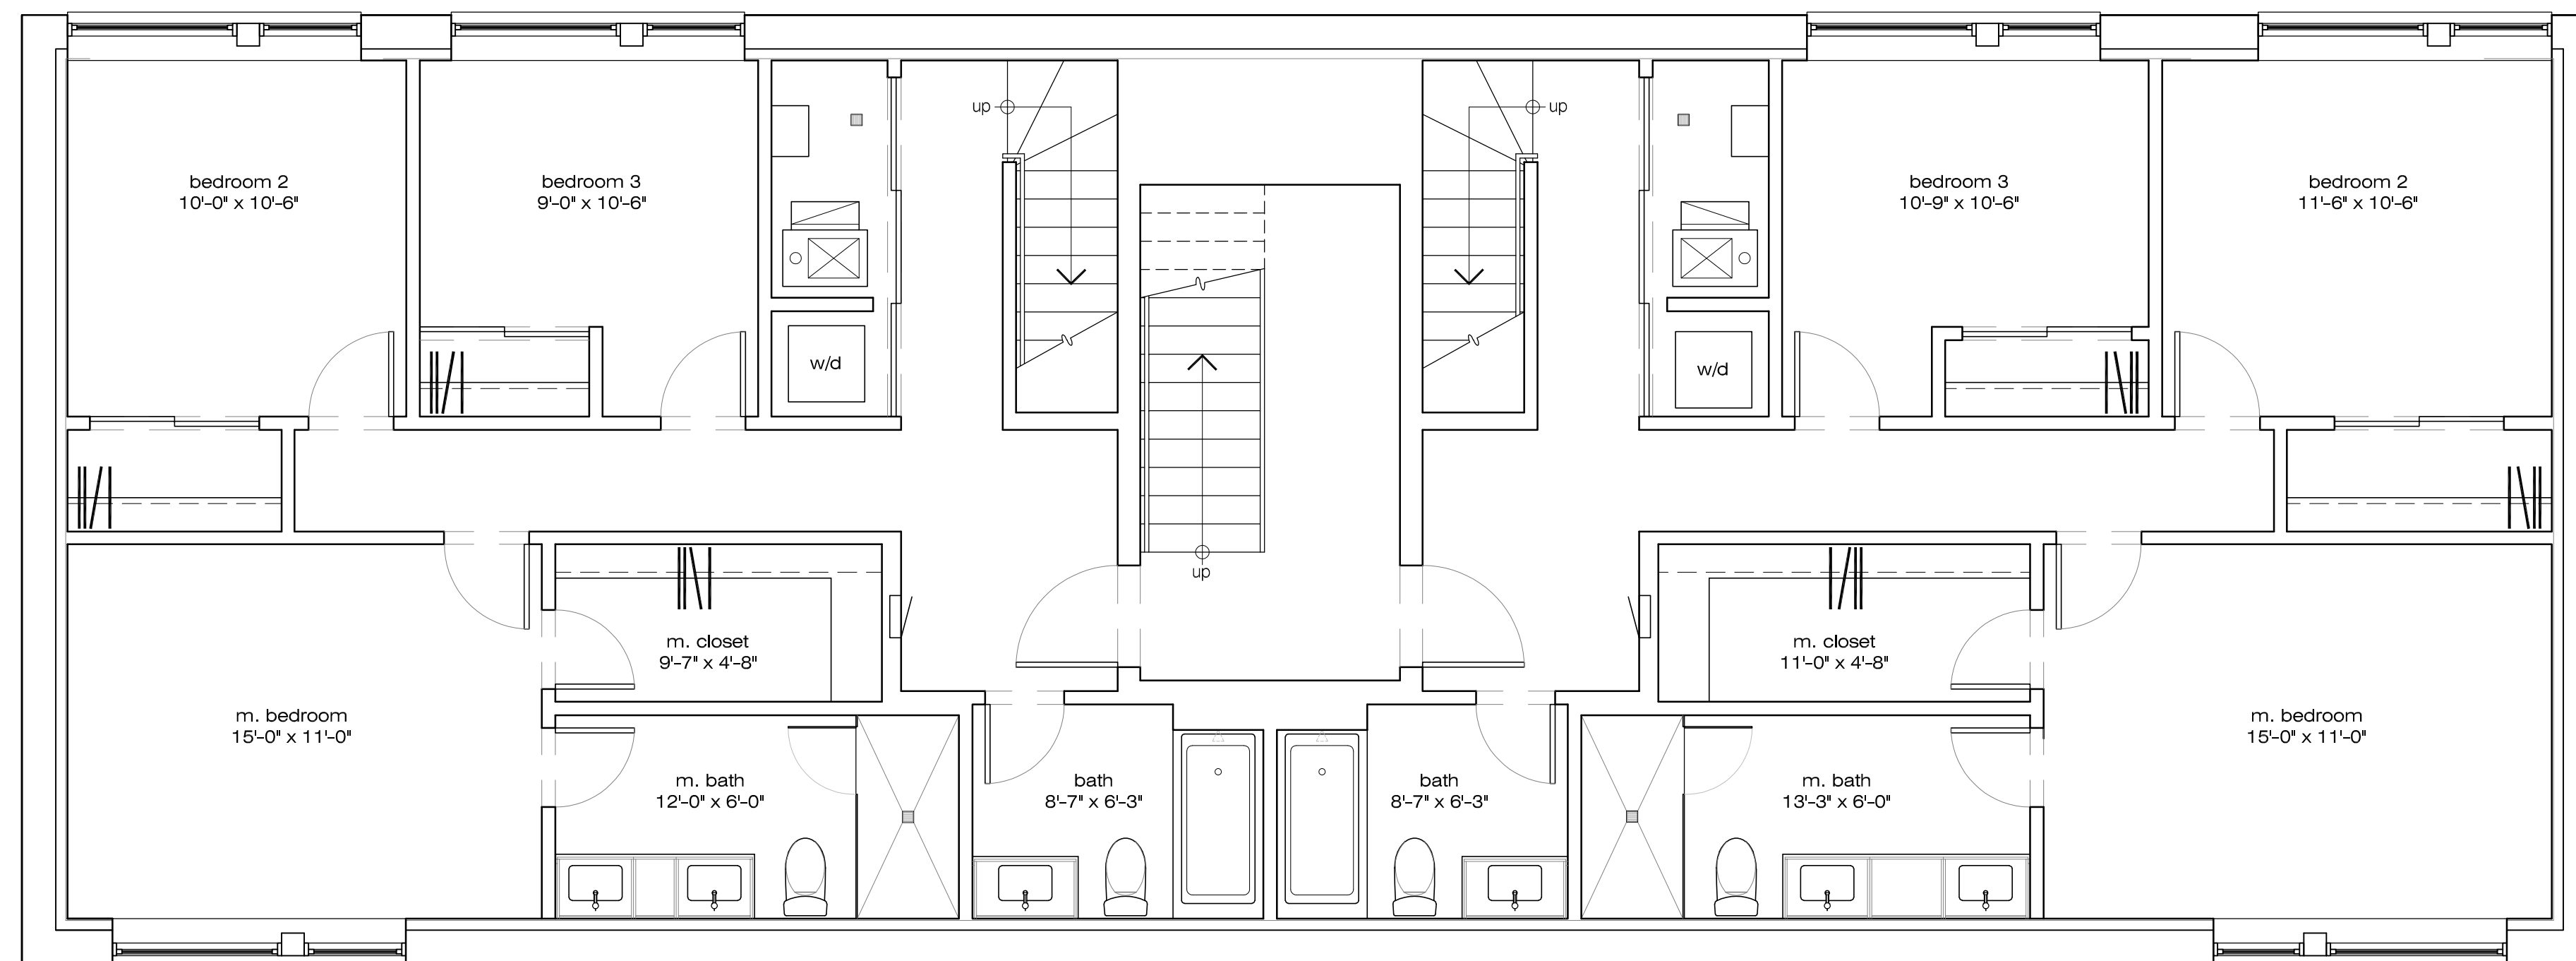 up
up
bedroom 2
10'-0" x 10'-6"
bedroom 3
9'-0" x 10'-6"
bedroom 3
10'-9" x 10'-6"
bedroom 2
11'-6" x 10'-6"
w/d
w/d
up
m. closet
9'-7" x 4'-8"
m. closet
11'-0" x 4'-8"
m. bedroom
15'-0" x 11'-0"
m. bedroom
15'-0" x 11'-0"
m. bath
12'-0" x 6'-0"
bath
8'-7" x 6'-3"
bath
8'-7" x 6'-3"
m. bath
13'-3" x 6'-0"